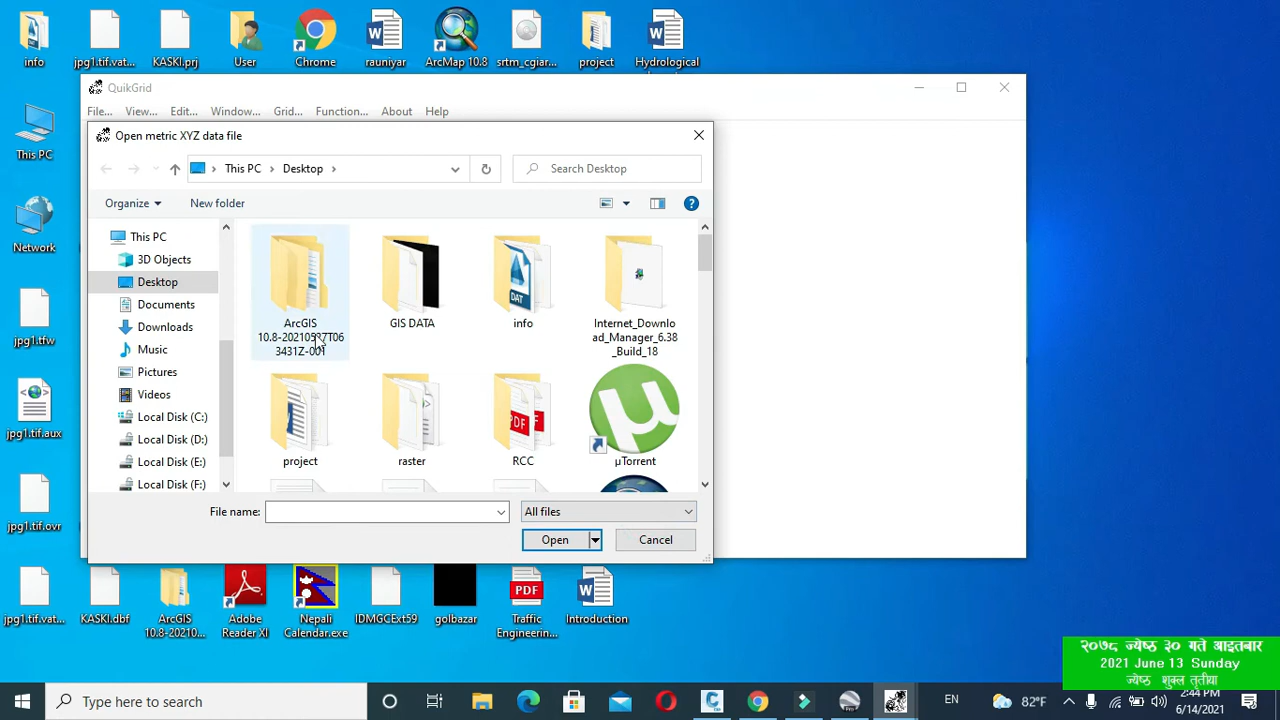 info
jpg1.tif.vat...
KASKI.prj
User
Chrome
rauniyar
ArcMap 10.8
srtm_cgiar...
project
Hydrological
QuikGrid
File...
View...
Edit...
Window...
Grid...
Function...
About
Help
Open metric XYZ data file
This PC
Desktop
Search Desktop
Organize
New folder
This PC
3D Objects
Desktop
Documents
Downloads
Music
Pictures
Videos
Local Disk (C:)
Local Disk (D:)
Local Disk (E:)
Local Disk (F:)
ArcGIS
10.8-20210527T06
3431Z-001
GIS DATA
DAT
info
Internet_Downlo
ad_Manager_6.38
_Build_18
project
raster
PDF
RCC
µ
µTorrent
File name:
All files
Open
Cancel
This PC
Network
jpg1.tfw
jpg1.tif.aux
jpg1.tif.ovr
jpg1.tif.vat...
KASKI.dbf
ArcGIS
10.8-20210...
Adobe
Reader XI
Nepali
Calendar.exe
IDMGCExt59
golbazar
PDF
Traffic
Engineerin...
Introduction
२०७८ ज्येष्ठ ३० गते आइतबार
2021 June 13 Sunday
ज्येष्ठ शुक्ल तृतीया
Type here to search
EN
82°F
2:44 PM
6/14/2021